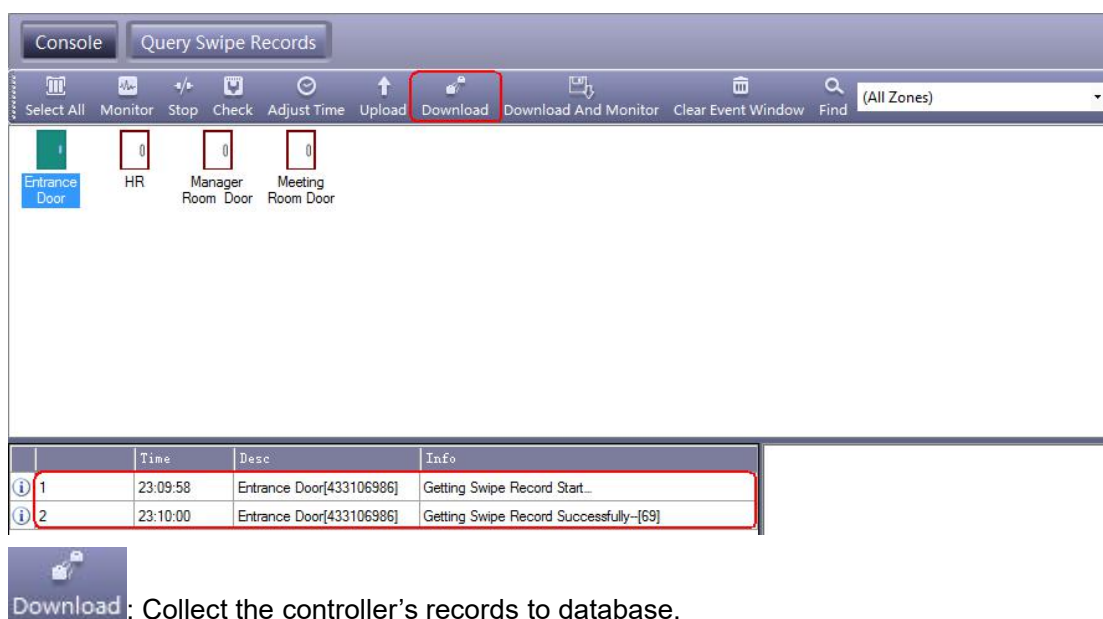 Console Query Swipe Records
Select All Monitor Stop Check Adjust Time Upload Download Download And Monitor Clear Event Window Find (All Zones)
Entrance Door
HR
Manager Room Door
Meeting Room Door
Time Desc Info
1 23:09:58 Entrance Door[433106986] Getting Swipe Record Start...
2 23:10:00 Entrance Door[433106986] Getting Swipe Record Successfully--[69]
Download: Collect the controller's records to database.